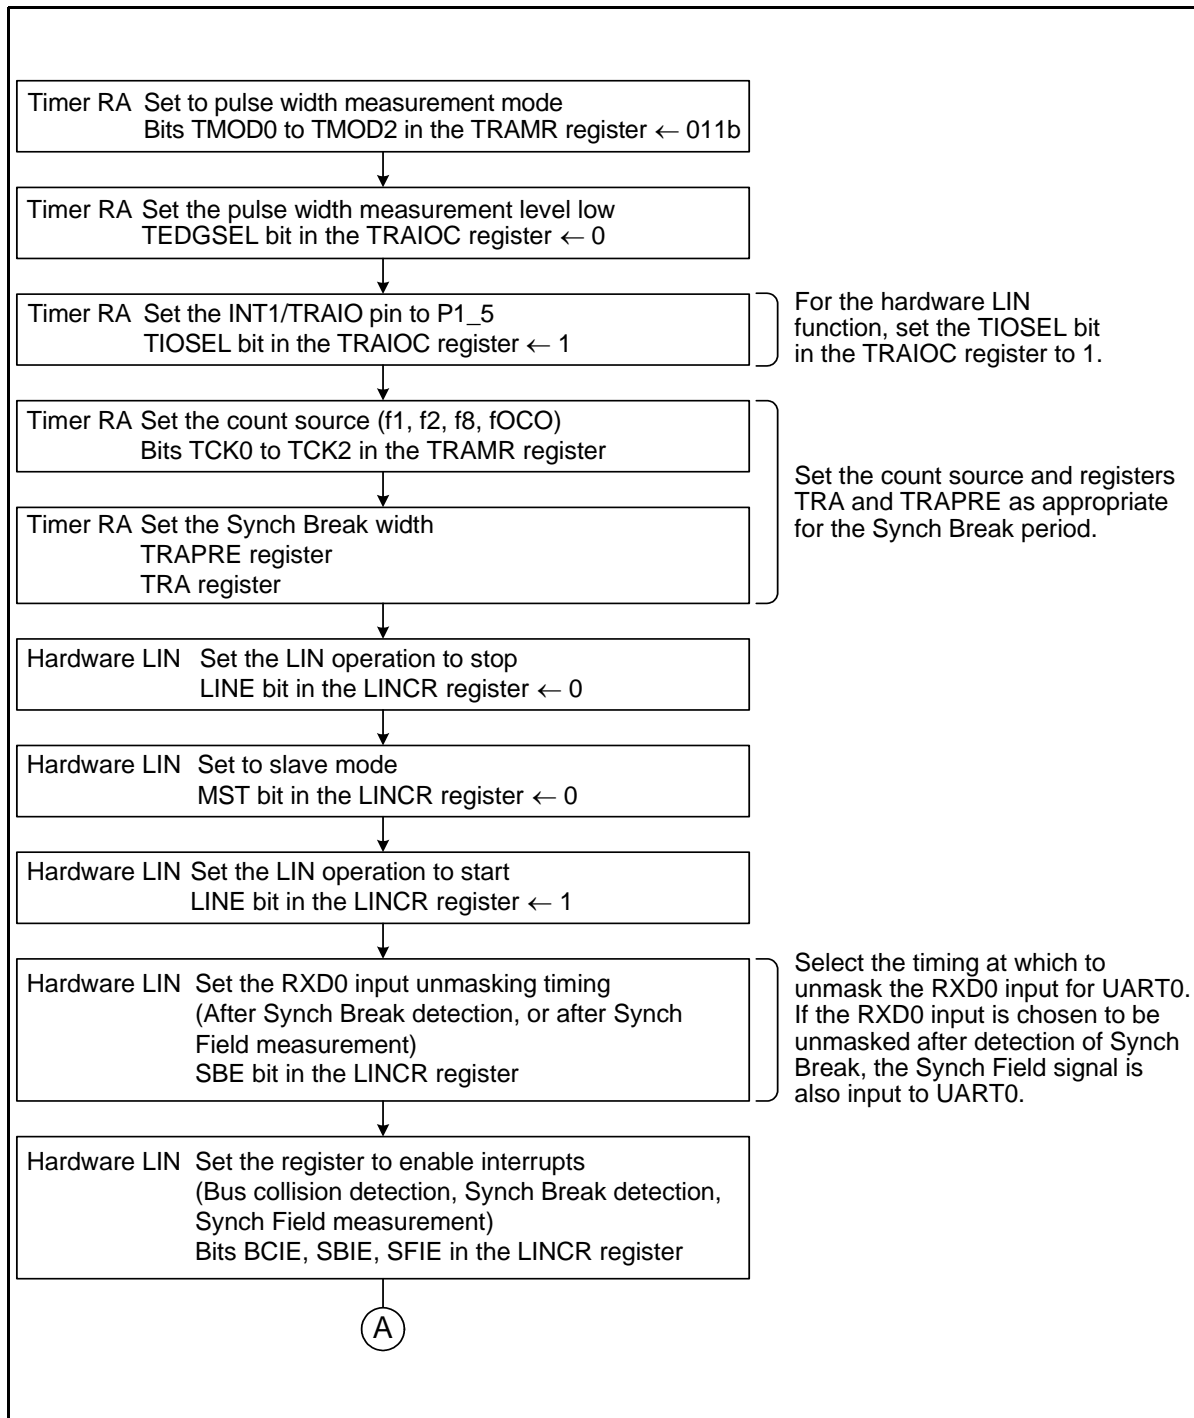 Timer RA Set to pulse width measurement mode
Bits TMOD0 to TMOD2 in the TRAMR register ← 011b
Timer RA Set the pulse width measurement level low
TEDGSEL bit in the TRAIOC register ← 0
Timer RA Set the INT1/TRAIO pin to P1_5
TIOSEL bit in the TRAIOC register ← 1
For the hardware LIN
function, set the TIOSEL bit
in the TRAIOC register to 1.
Timer RA Set the count source (f1, f2, f8, fOCO)
Bits TCK0 to TCK2 in the TRAMR register
Timer RA Set the Synch Break width
TRAPRE register
TRA register
Set the count source and registers
TRA and TRAPRE as appropriate
for the Synch Break period.
Hardware LIN Set the LIN operation to stop
LINE bit in the LINCR register ← 0
Hardware LIN Set to slave mode
MST bit in the LINCR register ← 0
Hardware LIN Set the LIN operation to start
LINE bit in the LINCR register ← 1
Hardware LIN Set the RXD0 input unmasking timing
(After Synch Break detection, or after Synch
Field measurement)
SBE bit in the LINCR register
Select the timing at which to
unmask the RXD0 input for UART0.
If the RXD0 input is chosen to be
unmasked after detection of Synch
Break, the Synch Field signal is
also input to UART0.
Hardware LIN Set the register to enable interrupts
(Bus collision detection, Synch Break detection,
Synch Field measurement)
Bits BCIE, SBIE, SFIE in the LINCR register
A